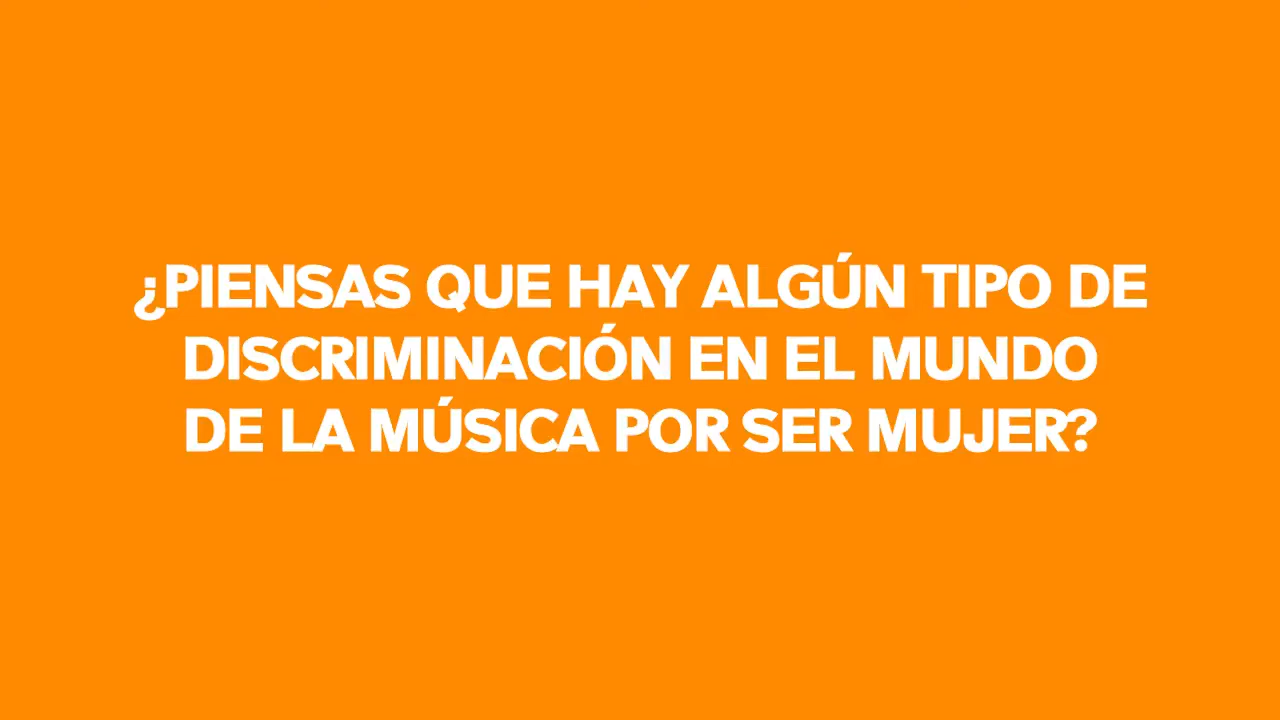 ¿PIENSAS QUE HAY ALGÚN TIPO DE
DISCRIMINACIÓN EN EL MUNDO
DE LA MÚSICA POR SER MUJER?